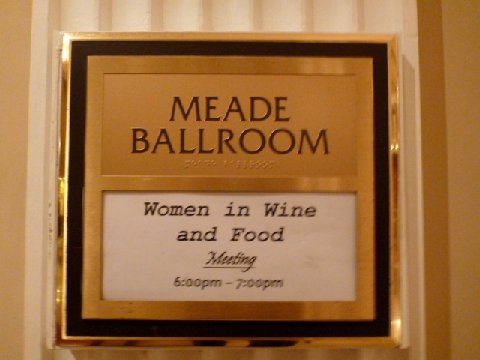 MEADE
BALLROOM
Women in Wine
and Food
Meeting
6:00pm - 7:00pm